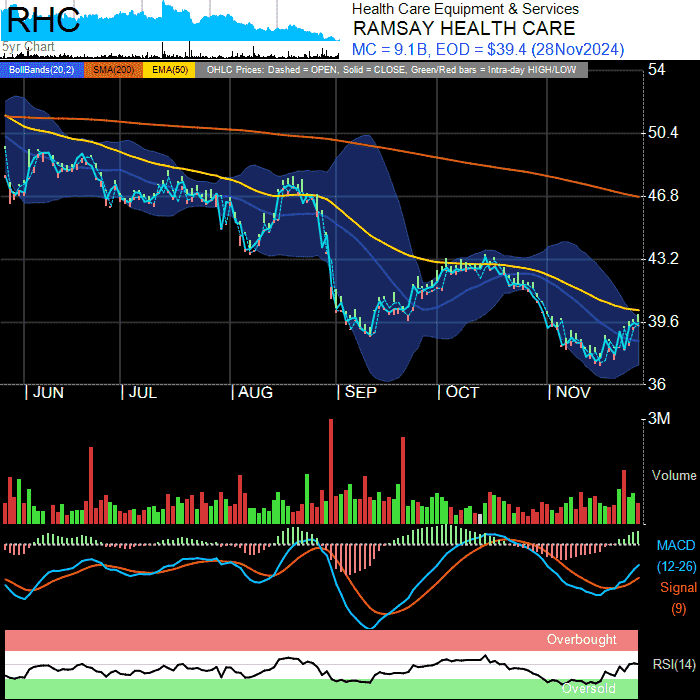 RHC
5yr Chart
Health Care Equipment & Services
RAMSAY HEALTH CARE
MC = 9.1B, EOD = $39.4 (28Nov2024)
BollBands(20,2) SMA(200) EMA(50) OHLC Prices: Dashed = OPEN, Solid = CLOSE, Green/Red bars = Intra-day HIGH/LOW
54
50.4
46.8
43.2
39.6
36
JUN JUL AUG SEP OCT NOV
3M
Volume
MACD
(12-26)
Signal
(9)
Overbought
RSI(14)
Oversold